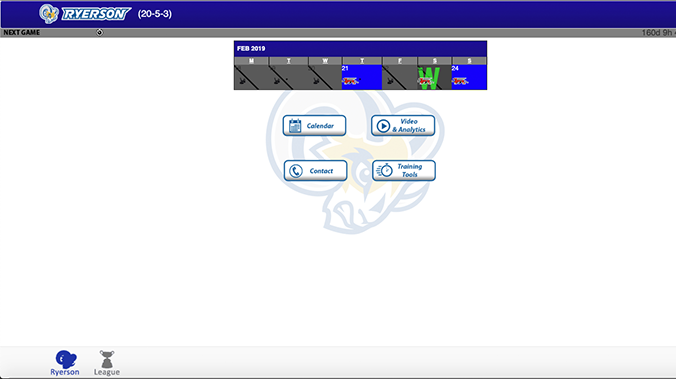 RYERSON (20-5-3)
NEXT GAME 160d 9h
FEB 2019
M T W T F S S
21 W 24
Calendar
Video
& Analytics
Contact
Training
Tools
Ryerson League